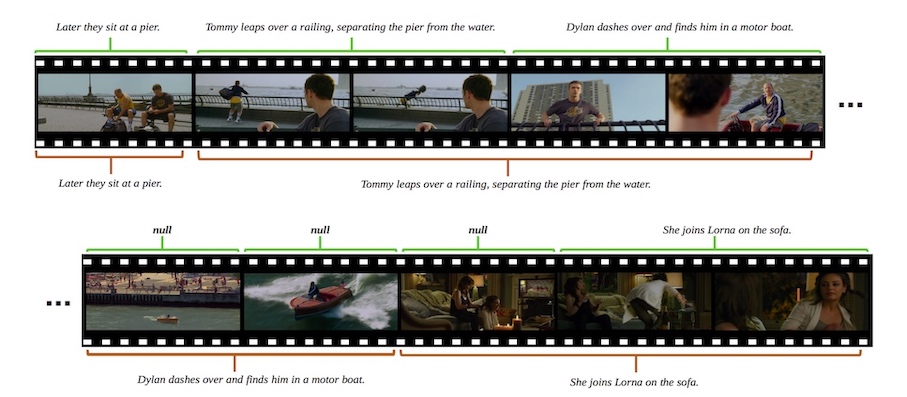 Later they sit at a pier. Tommy leaps over a railing, separating the pier from the water. Dylan dashes over and finds him in a motor boat.
...
Later they sit at a pier. Tommy leaps over a railing, separating the pier from the water.
null null null She joins Lorna on the sofa.
...
Dylan dashes over and finds him in a motor boat. She joins Lorna on the sofa.